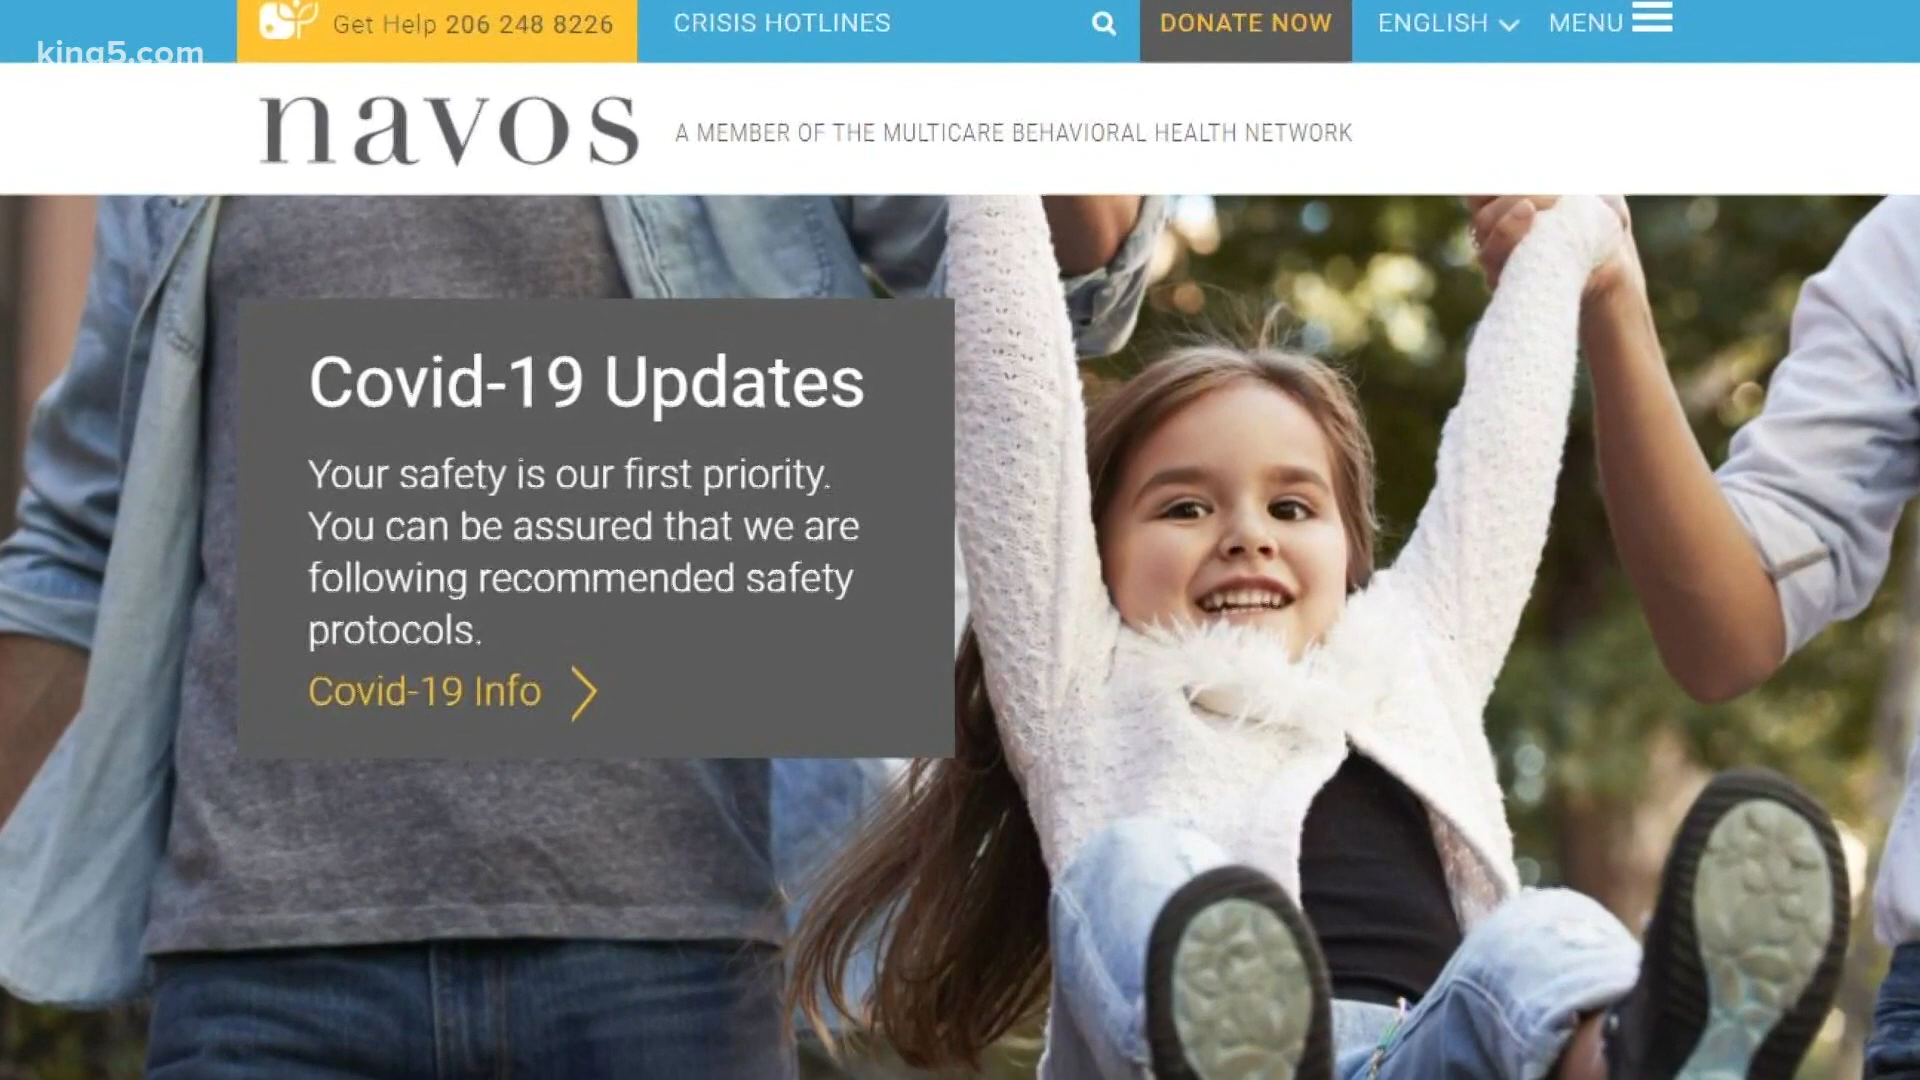 Get Help 206 248 8226
CRISIS HOTLINES
DONATE NOW
ENGLISH
MENU
king5.com
navos
A MEMBER OF THE MULTICARE BEHAVIORAL HEALTH NETWORK
Covid-19 Updates
Your safety is our first priority.
You can be assured that we are
following recommended safety
protocols.
Covid-19 Info